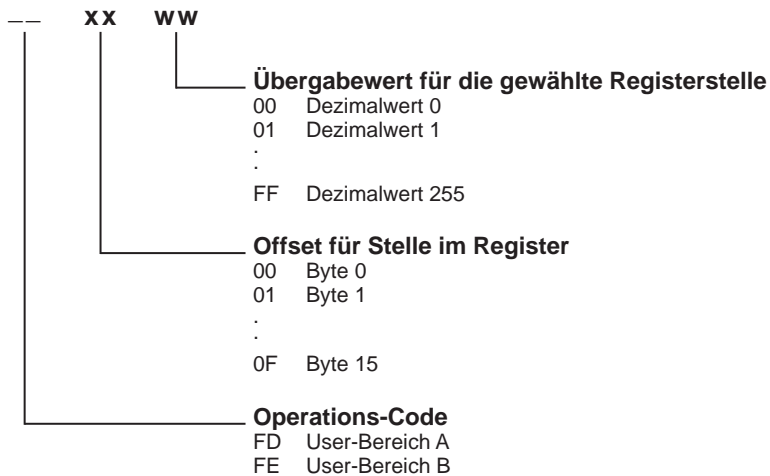 __ xx ww
Übergabewert für die gewählte Registerstelle
00 Dezimalwert 0
01 Dezimalwert 1
.
.
FF Dezimalwert 255
Offset für Stelle im Register
00 Byte 0
01 Byte 1
.
.
0F Byte 15
Operations-Code
FD User-Bereich A
FE User-Bereich B